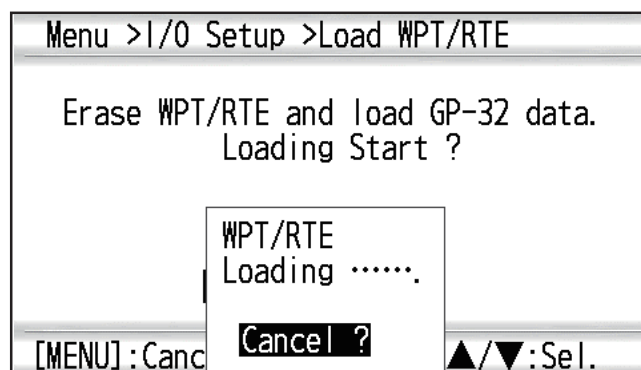 Menu >I/O Setup >Load WPT/RTE
Erase WPT/RTE and load GP-32 data.
Loading Start ?
WPT/RTE
Loading ·······.
Cancel ?
[MENU]:Canc
▲/▼:Sel.